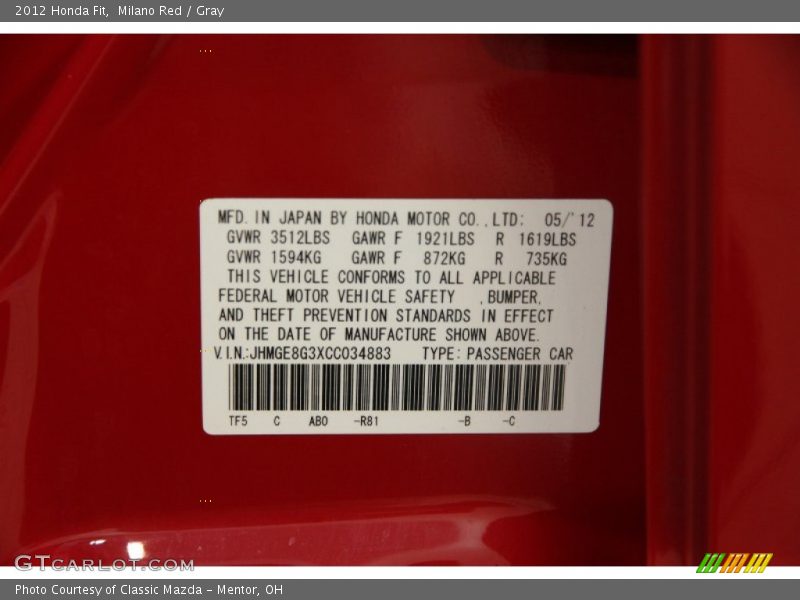 2012 Honda Fit,  Milano Red / Gray
MFD. IN JAPAN BY HONDA MOTOR CO.,LTD: 05/'12
GVWR 3512LBS GAWR F 1921LBS R 1619LBS
GVWR 1594KG GAWR F 872KG R 735KG
THIS VEHICLE CONFORMS TO ALL APPLICABLE
FEDERAL MOTOR VEHICLE SAFETY ,BUMPER,
AND THEFT PREVENTION STANDARDS IN EFFECT
ON THE DATE OF MANUFACTURE SHOWN ABOVE.
V.I.N.:JHMGE8G3XCC034883 TYPE: PASSENGER CAR
TF5 C AB0 -R81 -B -C
GTCARLOT.COM
Photo Courtesy of Classic Mazda - Mentor, OH